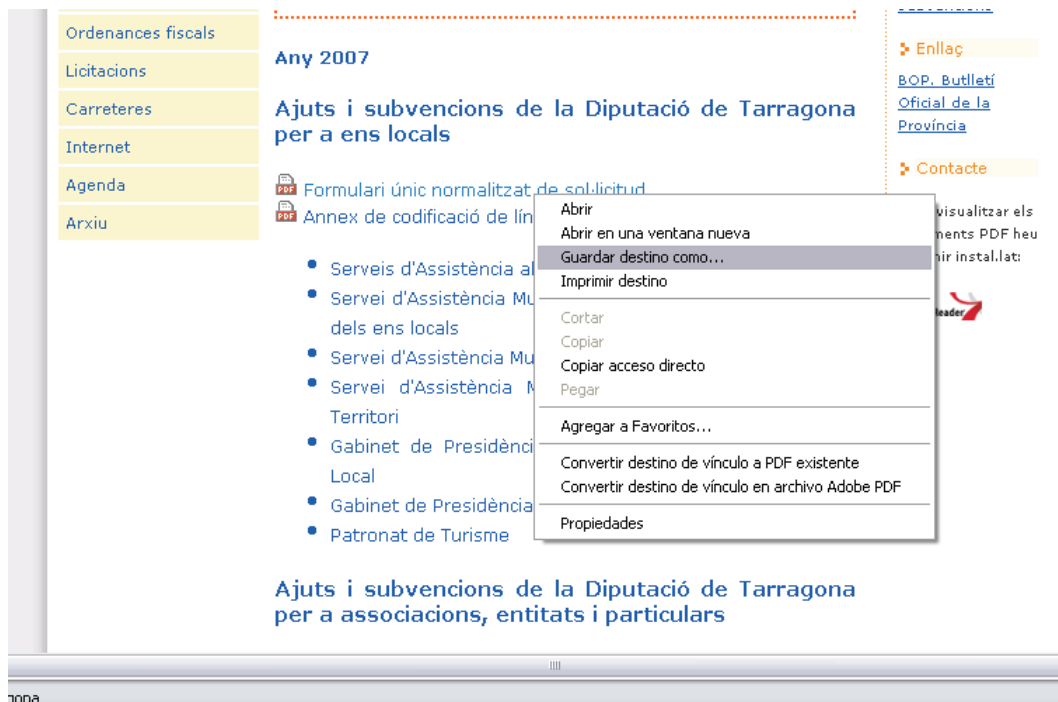 Ordenances fiscals
Licitacions
Carreteres
Internet
Agenda
Arxiu
Any 2007
Ajuts i subvencions de la Diputació de Tarragona
per a ens locals
PDF Formulari únic normalitzat de sol·licitud
PDF Annex de codificació de lín
Serveis d'Assistència al
Servei d'Assistència Mu
dels ens locals
Servei d'Assistència Mu
Servei d'Assistència M
Territori
Gabinet de Presidènci
Local
Gabinet de Presidència
Patronat de Turisme
Ajuts i subvencions de la Diputació de Tarragona
per a associacions, entitats i particulars
Abrir
Abrir en una ventana nueva
Guardar destino como...
Imprimir destino
Cortar
Copiar
Copiar acceso directo
Pegar
Agregar a Favoritos...
Convertir destino de vínculo a PDF existente
Convertir destino de vínculo en archivo Adobe PDF
Propiedades
Enllaç
BOP. Butlletí
Oficial de la
Província
Contacte
visualitzar els
ments PDF heu
nir instal.lat:
Reader
gona